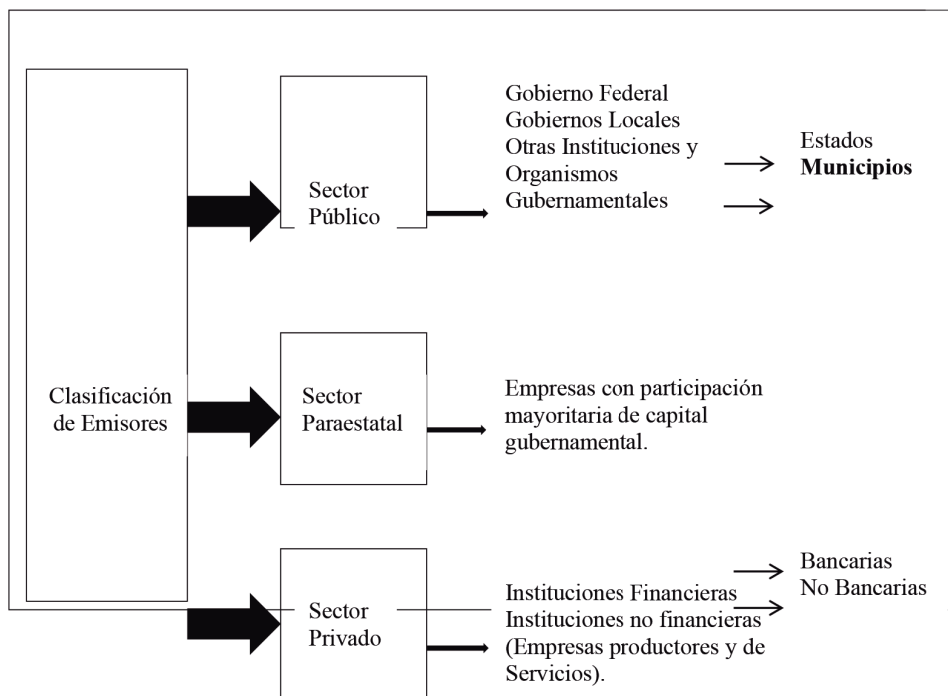 Clasificación
de Emisores
Sector
Público
Gobierno Federal
Gobiernos Locales
Otras Instituciones y
Organismos
Gubernamentales
Estados
Municipios
Sector
Paraestatal
Empresas con participación
mayoritaria de capital
gubernamental.
Sector
Privado
Instituciones Financieras
Instituciones no financieras
(Empresas productores y de
Servicios).
Bancarias
No Bancarias